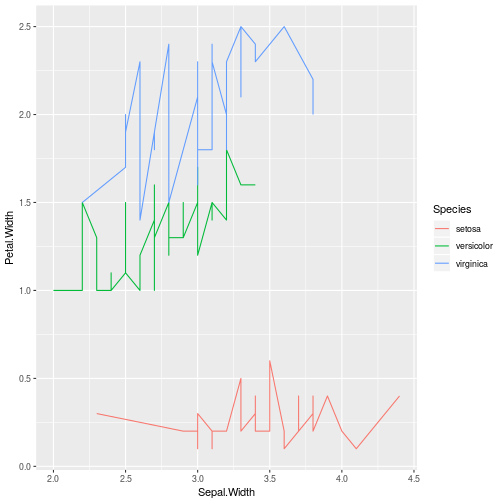 2.5
2.0
1.5
1.0
0.5
0.0
Petal.Width
2.0 2.5 3.0 3.5 4.0 4.5
Sepal.Width
Species
setosa
versicolor
virginica